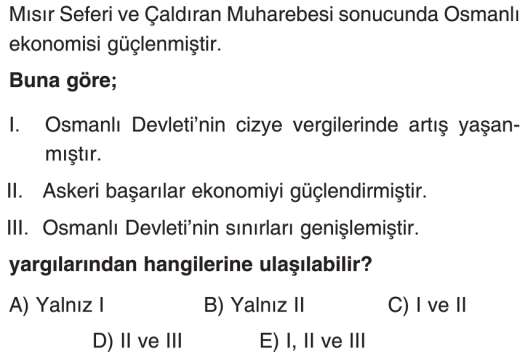 Mısır Seferi ve Çaldıran Muharebesi sonucunda Osmanlı
ekonomisi güçlenmiştir.
Buna göre;
I. Osmanlı Devleti’nin cizye vergilerinde artış yaşan-
mıştır.
II. Askeri başarılar ekonomiyi güçlendirmiştir.
III. Osmanlı Devleti’nin sınırları genişlemiştir.
yargılarından hangilerine ulaşılabilir?
A) Yalnız I B) Yalnız II C) I ve II
D) II ve III E) I, II ve III